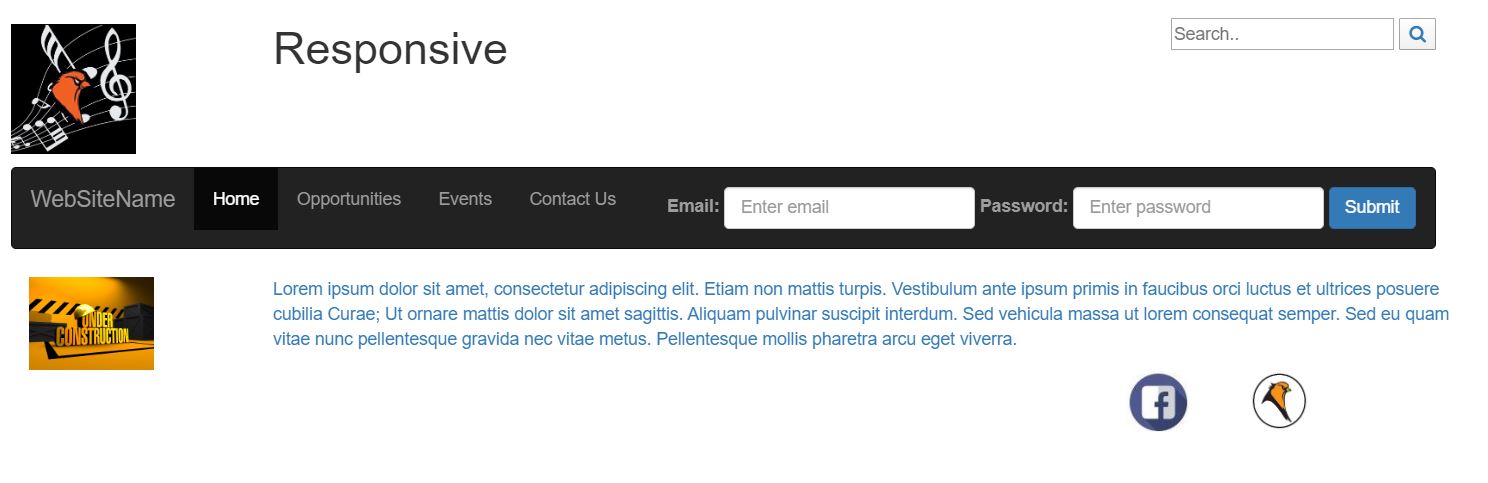 Responsive
Search..
WebSiteName Home Opportunities Events Contact Us Email: Enter email Password: Enter password Submit
UNDER
CONSTRUCTION
Lorem ipsum dolor sit amet, consectetur adipiscing elit. Etiam non mattis turpis. Vestibulum ante ipsum primis in faucibus orci luctus et ultrices posuere
cubilia Curae; Ut ornare mattis dolor sit amet sagittis. Aliquam pulvinar suscipit interdum. Sed vehicula massa ut lorem consequat semper. Sed eu quam
vitae nunc pellentesque gravida nec vitae metus. Pellentesque mollis pharetra arcu eget viverra.